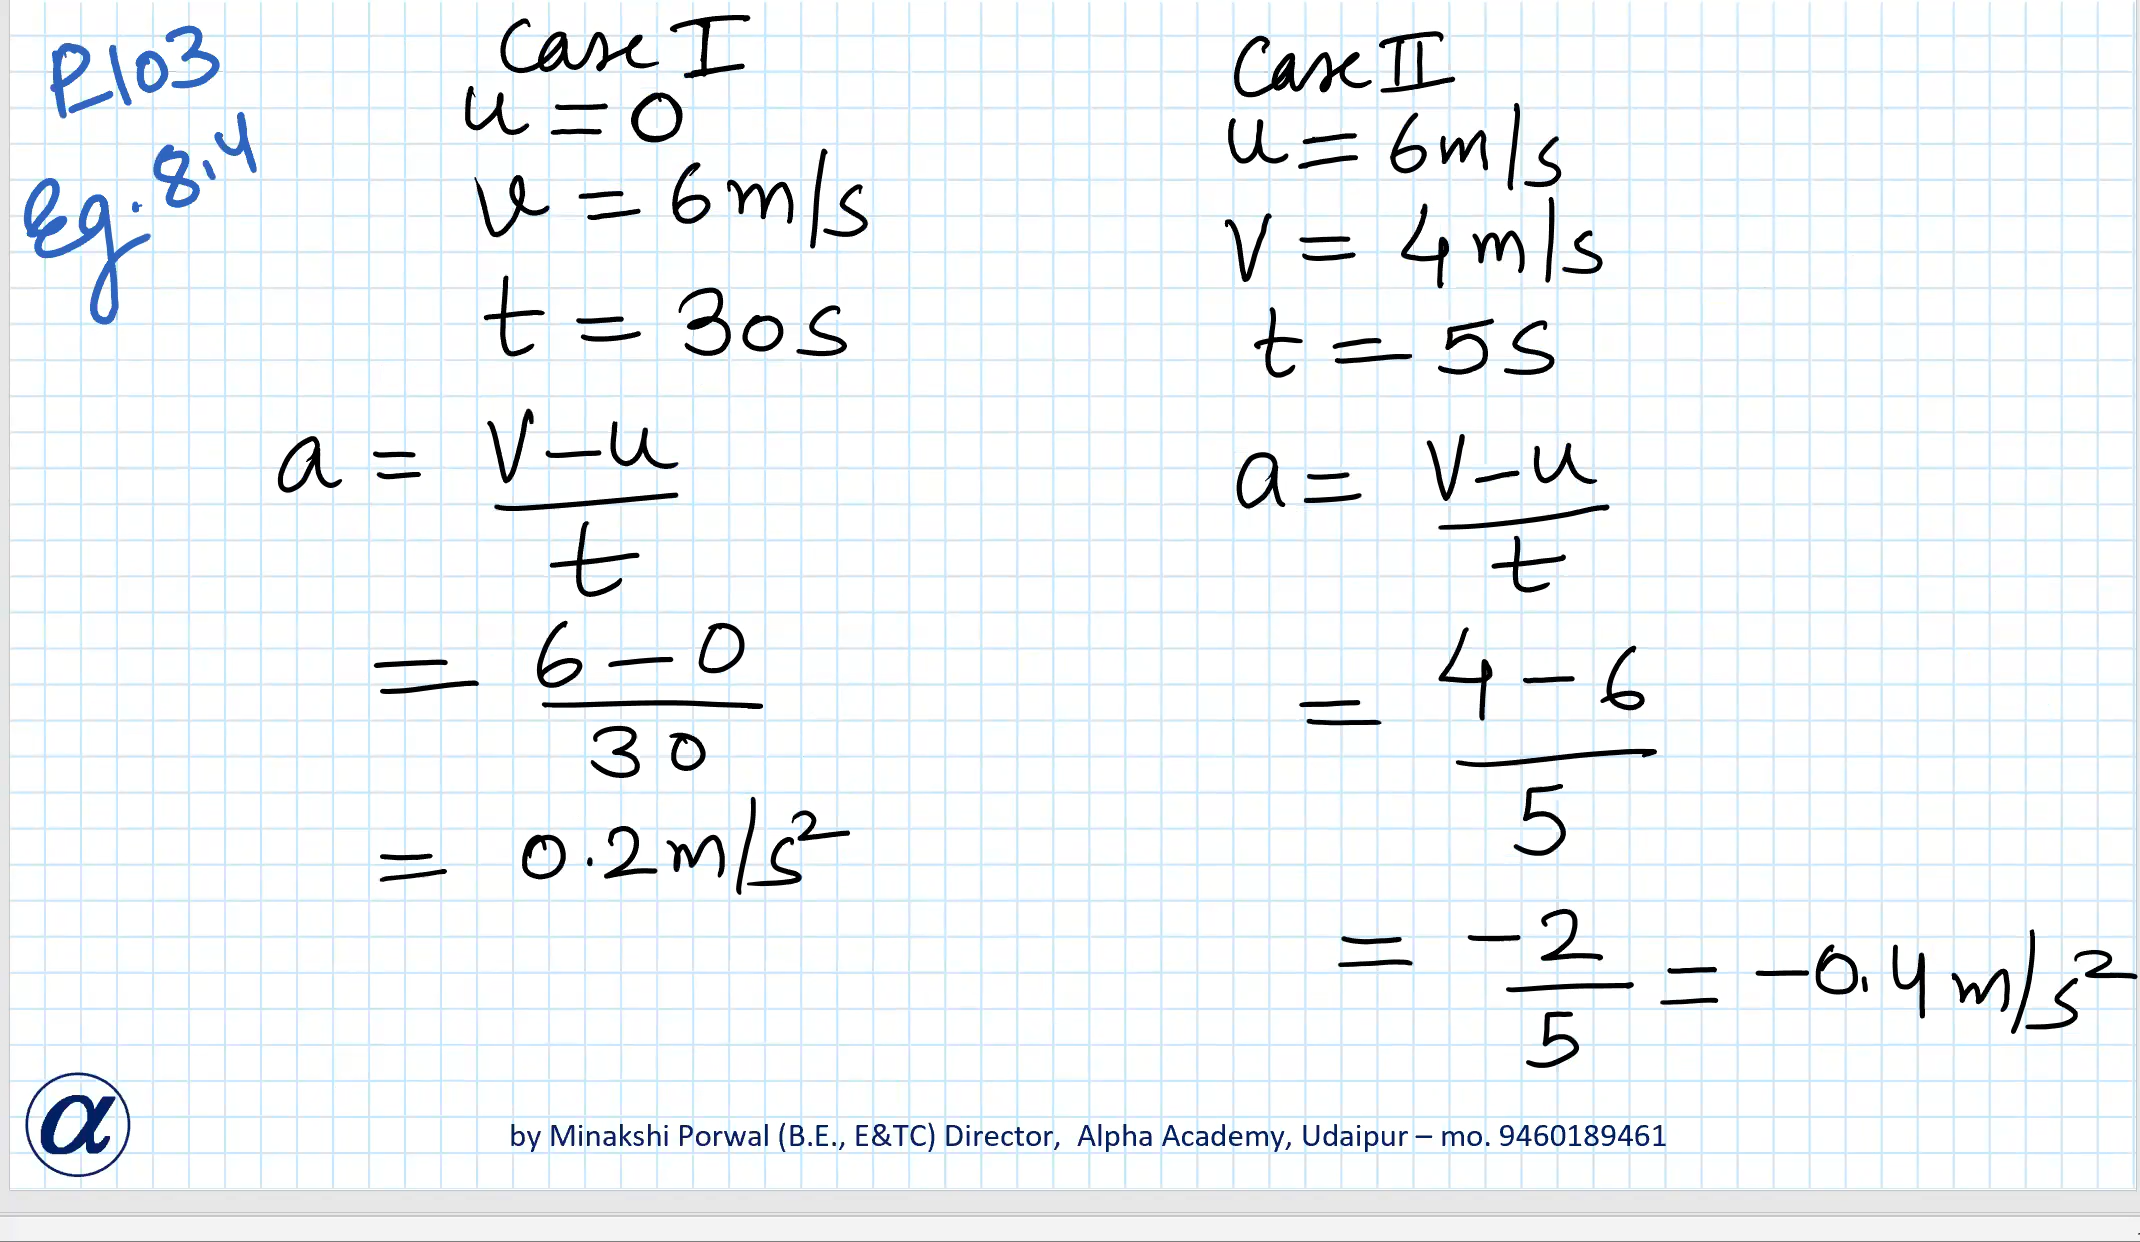 P103
Eg. 8.4
Case I
u = 0
v = 6 m/s
t = 30 s
a = v-u
t
= 6 - 0
30
= 0.2 m/s²
Case II
u = 6 m/s
v = 4 m/s
t = 5 s
a = v-u
t
= 4 - 6
5
= -2
5 = -0.4 m/s²
α
by Minakshi Porwal (B.E., E&TC) Director,  Alpha Academy, Udaipur – mo. 9460189461